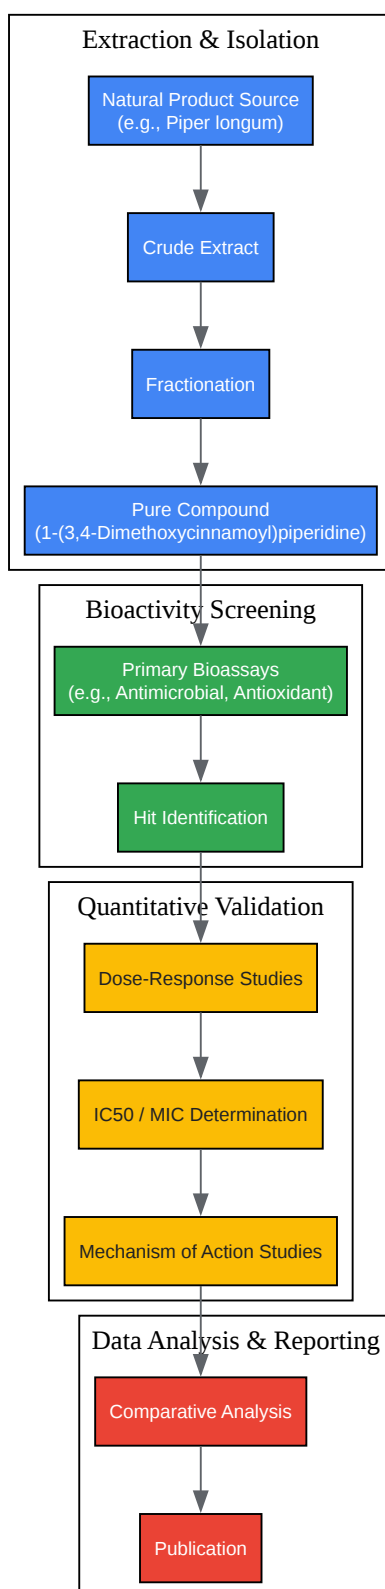 Extraction & Isolation
Natural Product Source
(e.g., Piper longum)
Crude Extract
Fractionation
Pure Compound
(1-(3,4-Dimethoxycinnamoyl)piperidine)
Bioactivity Screening
Primary Bioassays
(e.g., Antimicrobial, Antioxidant)
Hit Identification
Quantitative Validation
Dose-Response Studies
IC50 / MIC Determination
Mechanism of Action Studies
Data Analysis & Reporting
Comparative Analysis
Publication